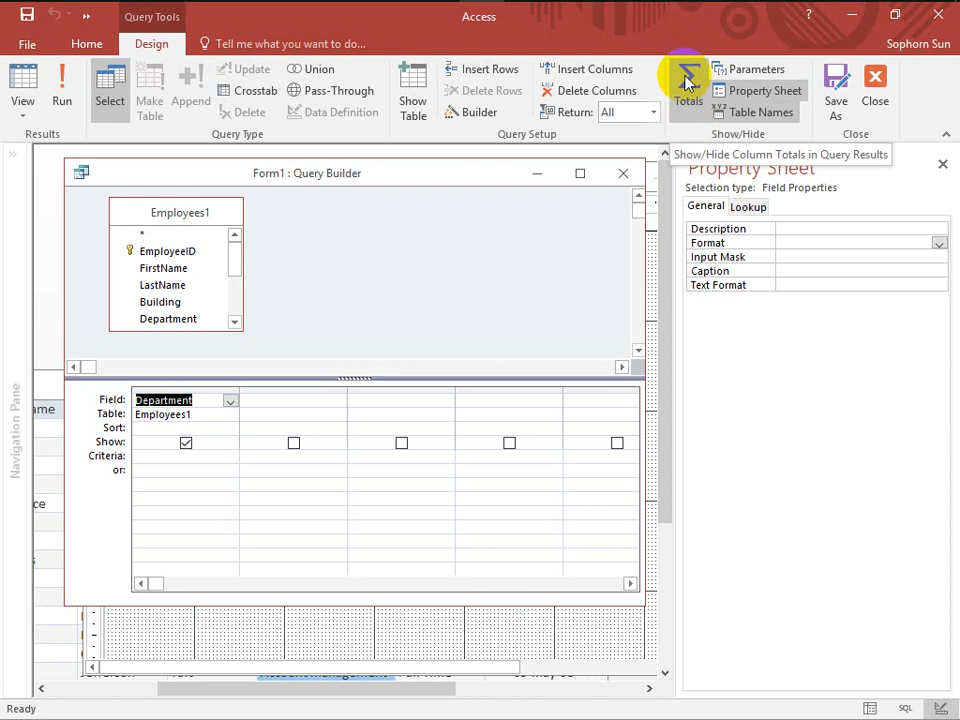 Query Tools
Access
File
Home
Design
Tell me what you want to do...
Sophorn Sun
View
Run
Select
Make Table
Append
Update
Crosstab
Delete
Union
Pass-Through
Data Definition
Show Table
Insert Rows
Delete Rows
Builder
Insert Columns
Delete Columns
Return: All
Totals
Parameters
Property Sheet
Table Names
Save As
Close
Results
Query Type
Query Setup
Show/Hide
Close
Show/Hide Column Totals in Query Results
Form1 : Query Builder
Employees1
*
EmployeeID
FirstName
LastName
Building
Department
Field: Department
Table: Employees1
Sort:
Show:
Criteria:
or:
Property Sheet
Selection type: Field Properties
General
Lookup
Description
Format
Input Mask
Caption
Text Format
Navigation Pane
ame
ce
Ready
SQL